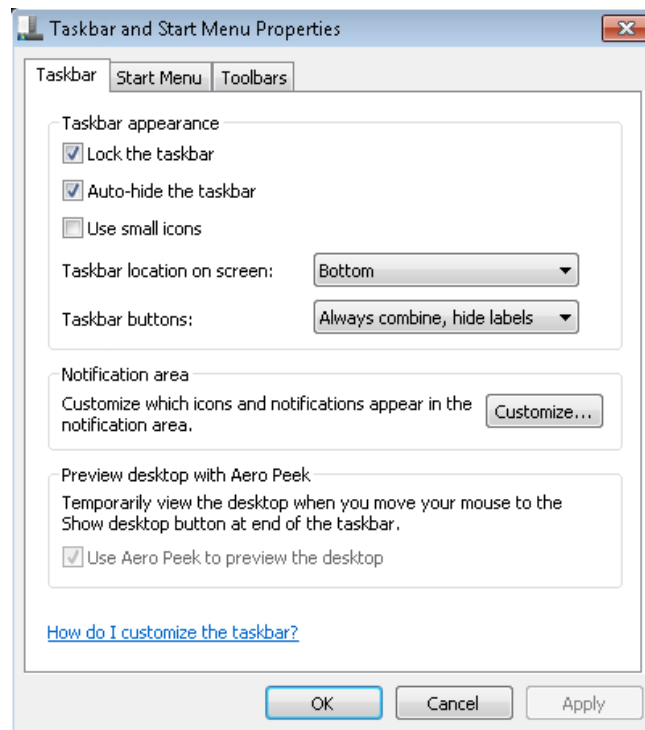 Taskbar and Start Menu Properties
Taskbar
Start Menu
Toolbars
Taskbar appearance
Lock the taskbar
Auto-hide the taskbar
Use small icons
Taskbar location on screen:
Bottom
Taskbar buttons:
Always combine, hide labels
Notification area
Customize which icons and notifications appear in the
notification area.
Customize...
Preview desktop with Aero Peek
Temporarily view the desktop when you move your mouse to the
Show desktop button at end of the taskbar.
Use Aero Peek to preview the desktop
How do I customize the taskbar?
OK
Cancel
Apply